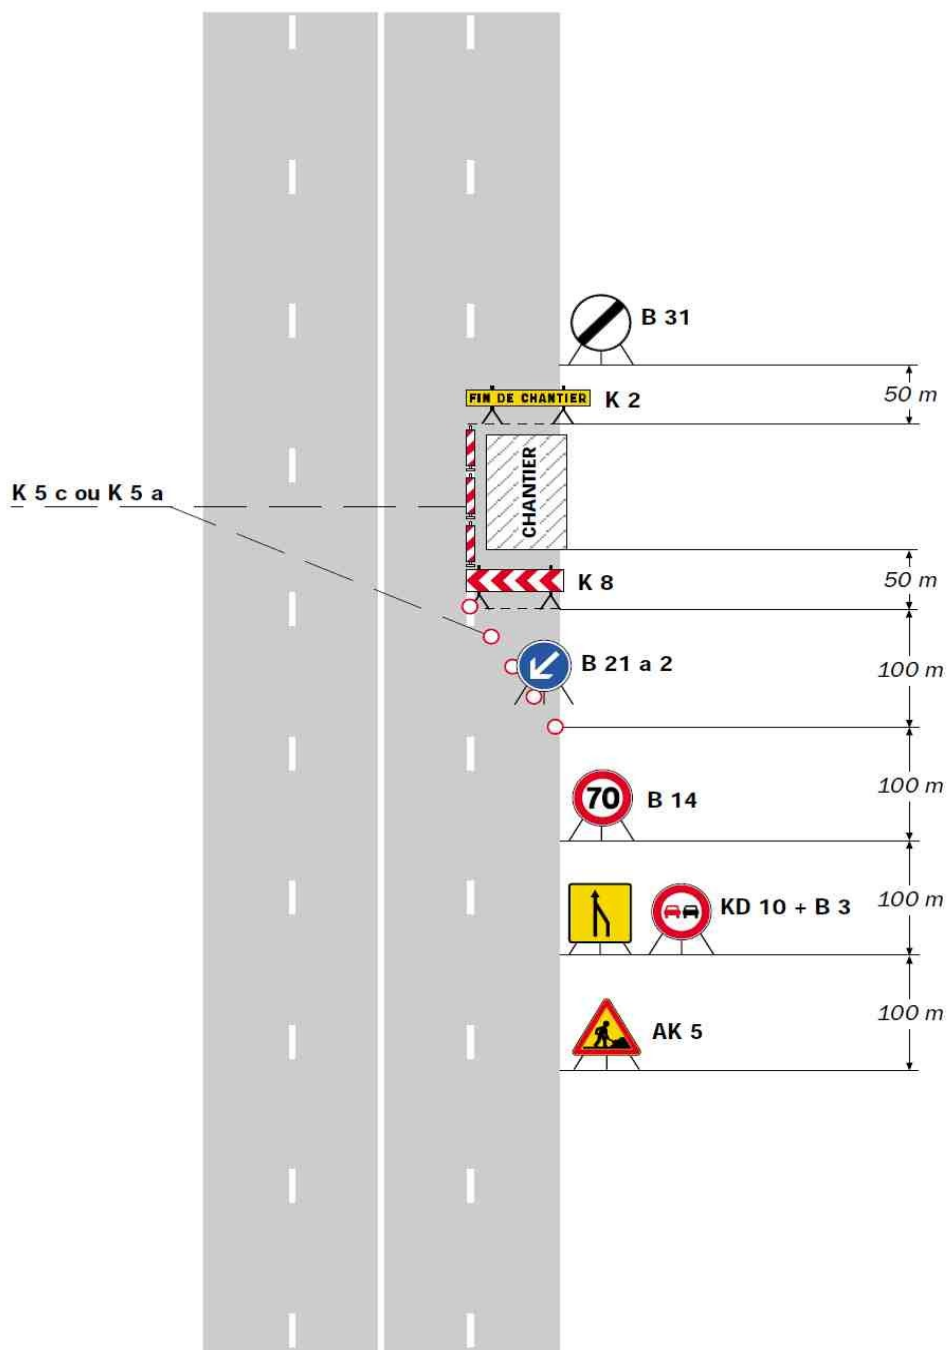 B 31
50 m
FIN DE CHANTIER
K 2
CHANTIER
K 5 c ou K 5 a
K 8
50 m
B 21 a 2
100 m
70
B 14
100 m
KD 10 + B 3
100 m
AK 5
100 m